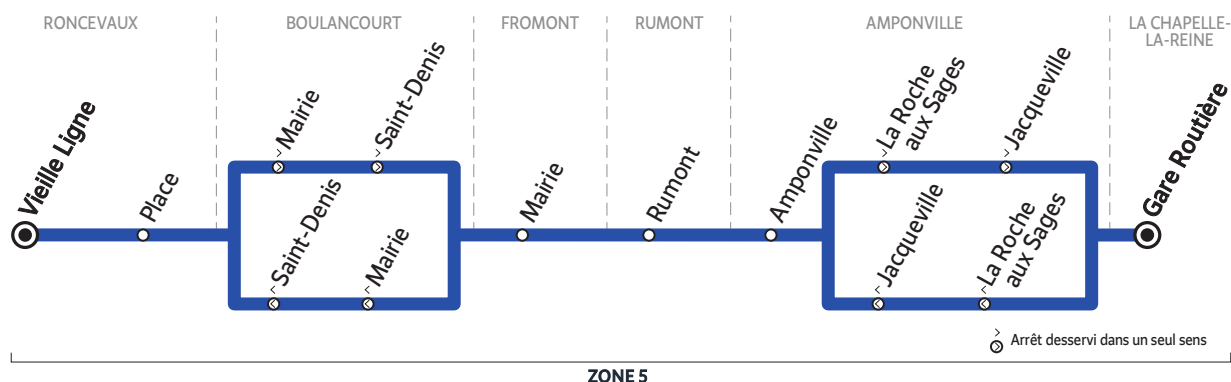 RONCEVAUX
BOULANCOURT
FROMONT
RUMONT
AMPONVILLE
LA CHAPELLE-
LA-REINE
Vieille Ligne
Place
Mairie
Saint-Denis
Saint-Denis
Mairie
Mairie
Rumont
Amponville
La Roche
aux Sages
Jacqueville
Jacqueville
La Roche
aux Sages
Gare Routière
Arrêt desservi dans un seul sens
ZONE 5